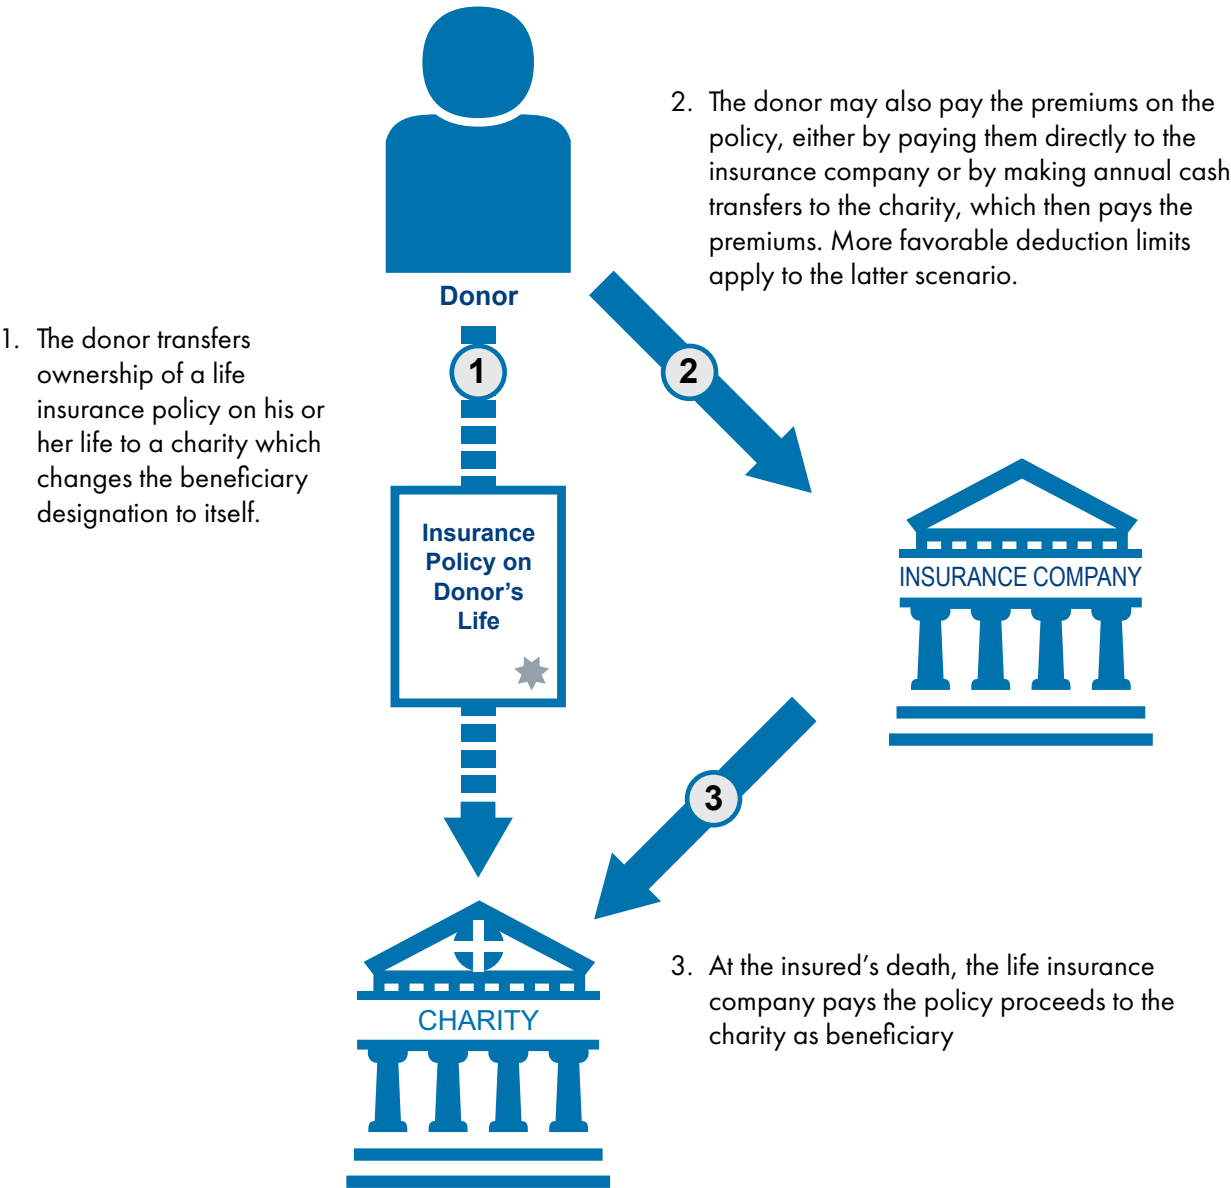 2. The donor may also pay the premiums on the
policy, either by paying them directly to the
insurance company or by making annual cash
transfers to the charity, which then pays the
premiums. More favorable deduction limits
apply to the latter scenario.
Donor
1. The donor transfers
ownership of a life
insurance policy on his or
her life to a charity which
changes the beneficiary
designation to itself.
1
2
Insurance
Policy on
Donor's
Life
INSURANCE COMPANY
3
CHARITY
3. At the insured's death, the life insurance
company pays the policy proceeds to the
charity as beneficiary